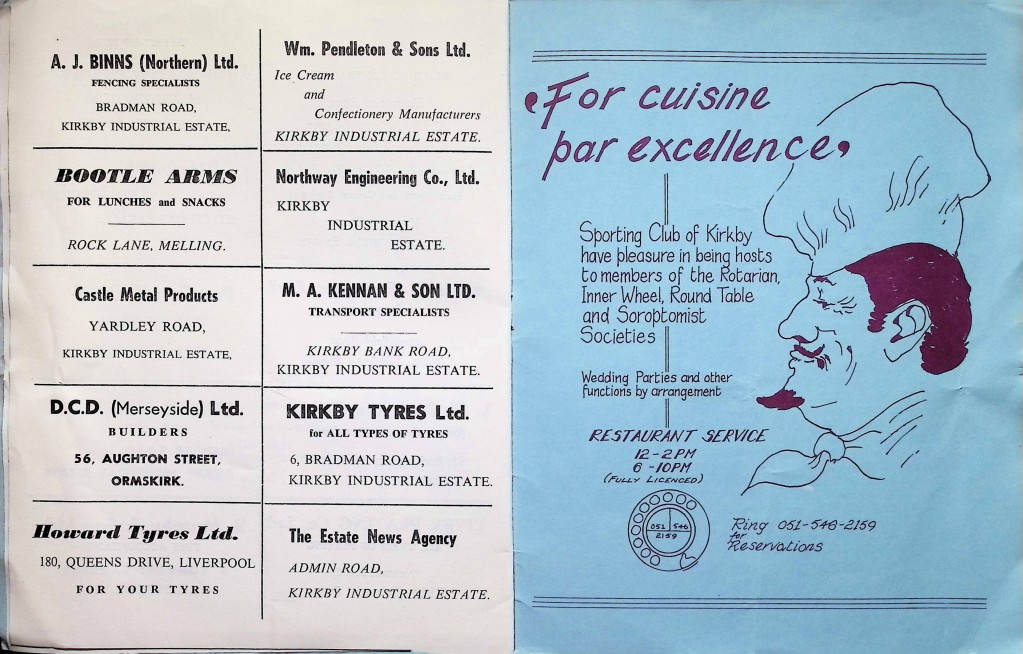 A. J. BINNS (Northern) Ltd.
FENCING SPECIALISTS
BRADMAN ROAD,
KIRKBY INDUSTRIAL ESTATE.
BOOTLE ARMS
FOR LUNCHES and SNACKS
ROCK LANE, MELLING.
Castle Metal Products
YARDLEY ROAD,
KIRKBY INDUSTRIAL ESTATE.
D.C.D. (Merseyside) Ltd.
BUILDERS
56, AUGHTON STREET,
ORMSKIRK.
Howard Tyres Ltd.
180, QUEENS DRIVE, LIVERPOOL
FOR YOUR TYRES
Wm. Pendleton & Sons Ltd.
Ice Cream
and
Confectionery Manufacturers
KIRKBY INDUSTRIAL ESTATE.
Northway Engineering Co., Ltd.
KIRKBY
INDUSTRIAL
ESTATE.
M. A. KENNAN & SON LTD.
TRANSPORT SPECIALISTS
KIRKBY BANK ROAD,
KIRKBY INDUSTRIAL ESTATE.
KIRKBY TYRES Ltd.
for ALL TYPES OF TYRES
6, BRADMAN ROAD,
KIRKBY INDUSTRIAL ESTATE.
The Estate News Agency
ADMIN ROAD,
KIRKBY INDUSTRIAL ESTATE.
‘For cuisine
par excellence’
Sporting Club of Kirkby
have pleasure in being hosts
to members of the Rotarian,
Inner Wheel, Round Table
and Soroptomist
Societies
Wedding Parties and other
functions by arrangement
RESTAURANT SERVICE
12-2PM
6-10PM
(FULLY LICENCED)
051 546
2159
Ring 051-546-2159
for
Reservations